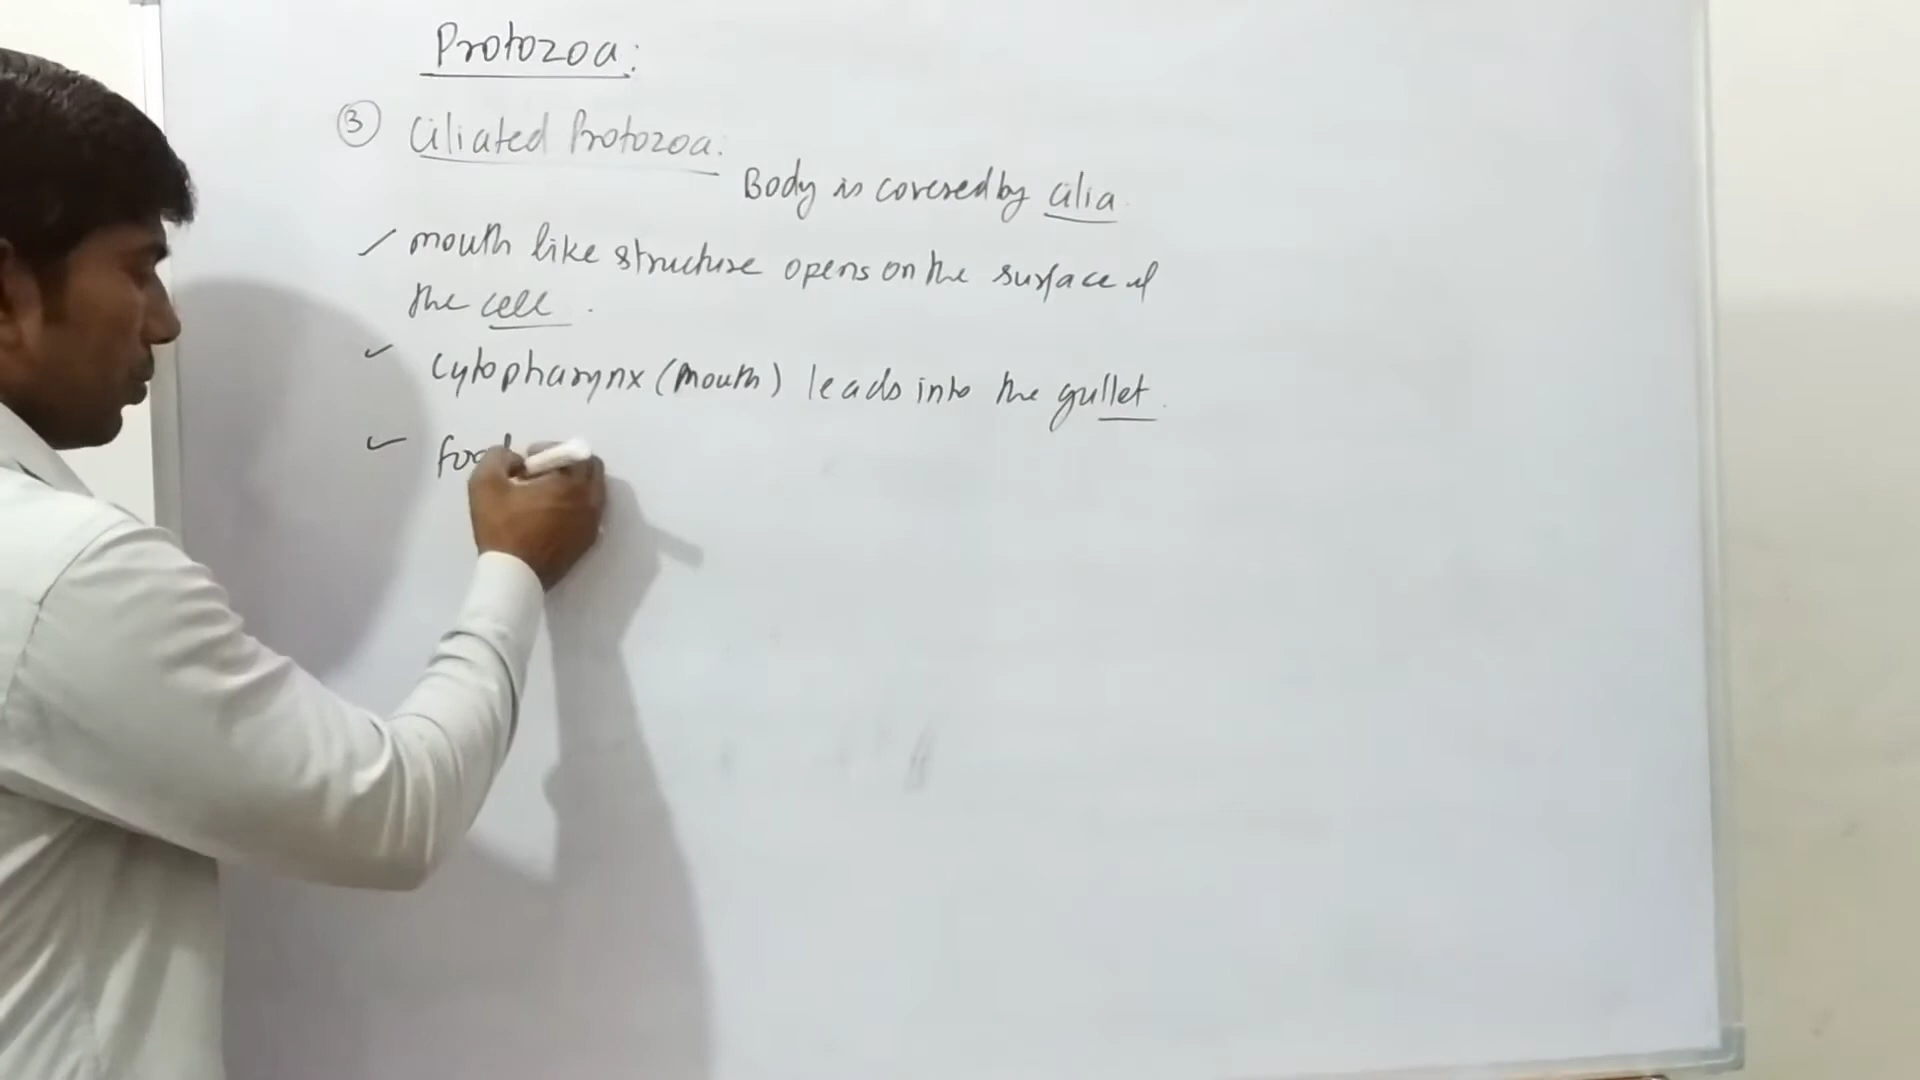 Protozoa:
③ Ciliated Protozoa:
Body is covered by Cilia.
mouth like structure opens on the surface of
the cell.
Cytopharynx (Mouth) leads into the gullet.